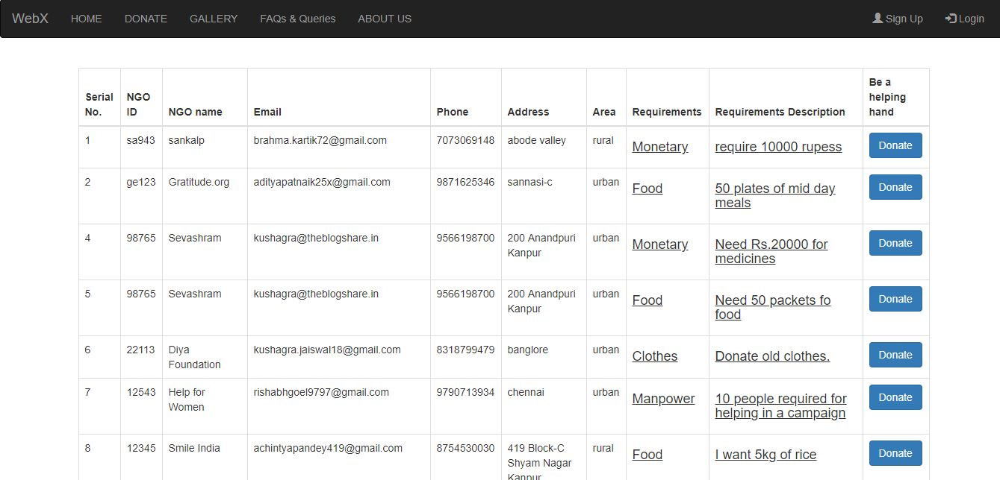 WebX HOME DONATE GALLERY FAQs & Queries ABOUT US Sign Up Login
Serial No. NGO ID NGO name Email Phone Address Area Requirements Requirements Description Be a helping hand
1 sa943 sankalp brahma.kartik72@gmail.com 7073069148 abode valley rural Monetary require 10000 rupess Donate
2 ge123 Gratitude.org adityapatnaik25x@gmail.com 9871625346 sannasi-c urban Food 50 plates of mid day meals Donate
4 98765 Sevashram kushagra@theblogshare.in 9566198700 200 Anandpuri Kanpur urban Monetary Need Rs.20000 for medicines Donate
5 98765 Sevashram kushagra@theblogshare.in 9566198700 200 Anandpuri Kanpur urban Food Need 50 packets fo food Donate
6 22113 Diya Foundation kushagra.jaiswal18@gmail.com 8318799479 banglore urban Clothes Donate old clothes. Donate
7 12543 Help for Women rishabhgoel9797@gmail.com 9790713934 chennai urban Manpower 10 people required for helping in a campaign Donate
8 12345 Smile India achintyapandey419@gmail.com 8754530030 419 Block-C Shyam Nagar Kanpur rural Food I want 5kg of rice Donate